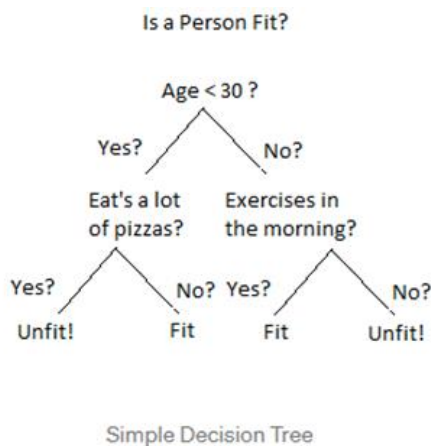 Is a Person Fit?
Age < 30 ?
Yes?
No?
Eat's a lot
of pizzas?
Exercises in
the morning?
Yes?
No?
Yes?
No?
Unfit!
Fit
Fit
Unfit!
Simple Decision Tree